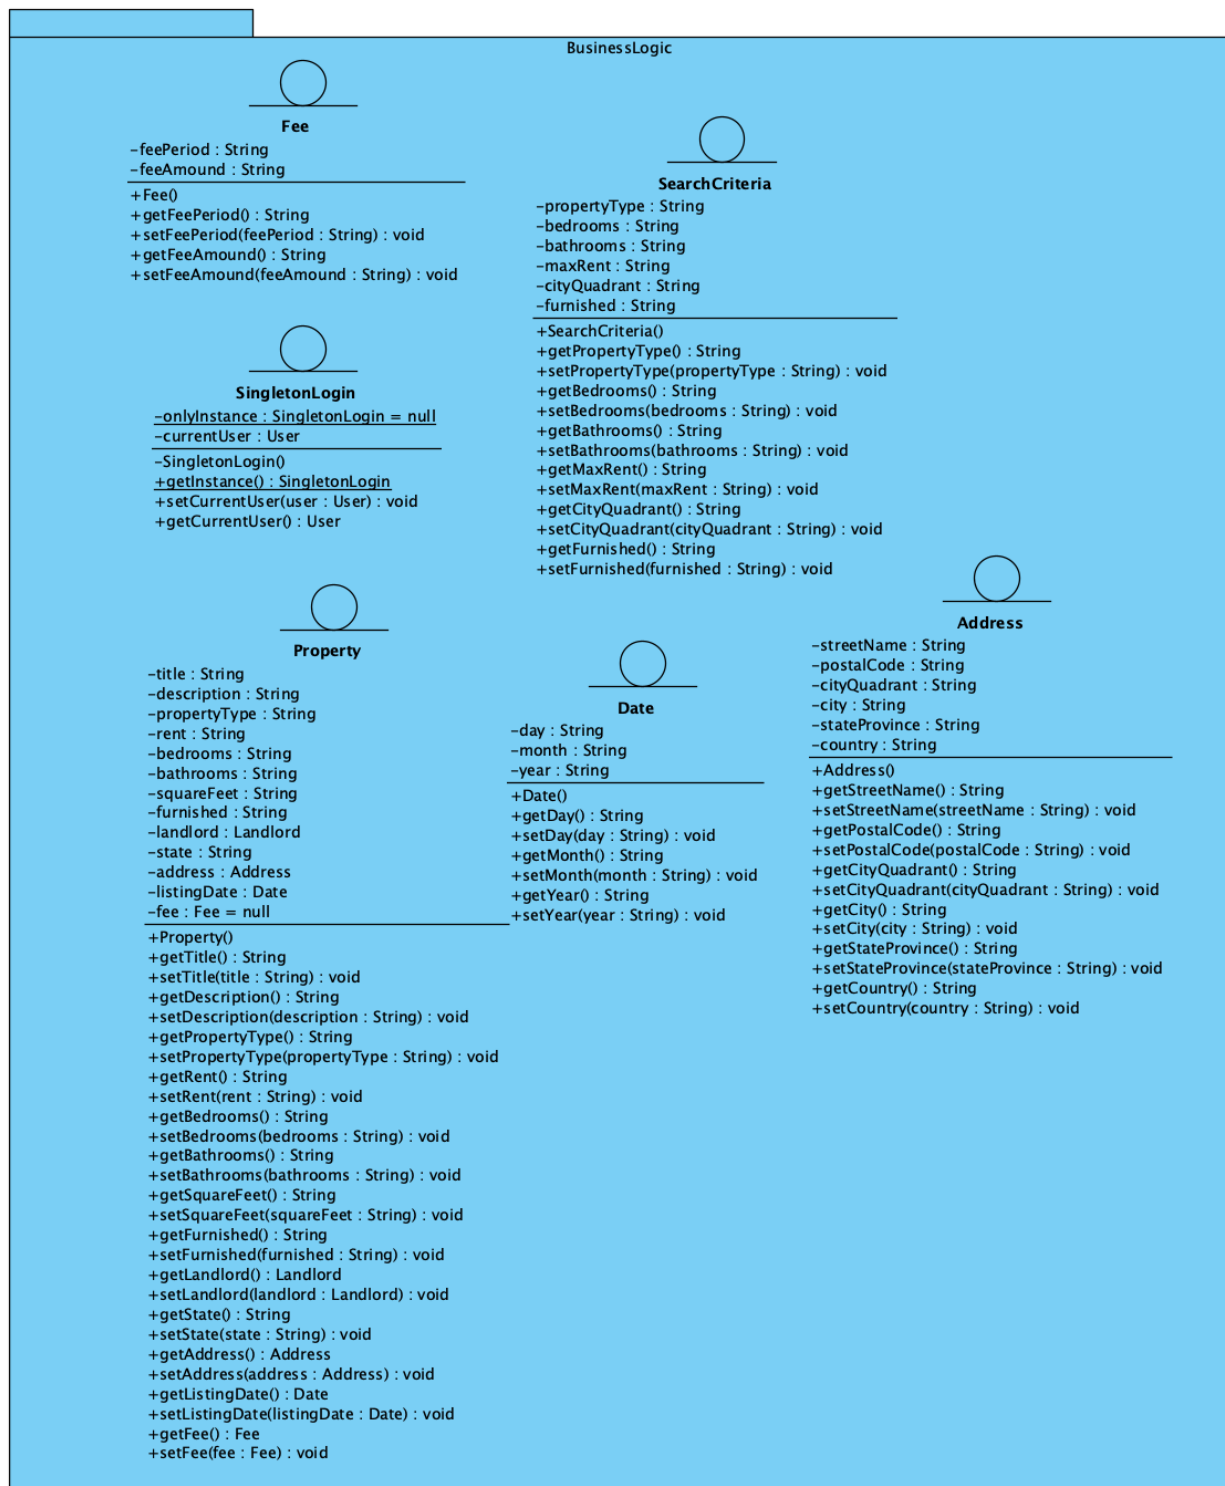 BusinessLogic
Fee
-feePeriod : String
-feeAmound : String
+Fee()
+getFeePeriod() : String
+setFeePeriod(feePeriod : String) : void
+getFeeAmound() : String
+setFeeAmound(feeAmound : String) : void
SearchCriteria
-propertyType : String
-bedrooms : String
-bathrooms : String
-maxRent : String
-cityQuadrant : String
-furnished : String
+SearchCriteria()
+getPropertyType() : String
+setPropertyType(propertyType : String) : void
+getBedrooms() : String
+setBedrooms(bedrooms : String) : void
+getBathrooms() : String
+setBathrooms(bathrooms : String) : void
+getMaxRent() : String
+setMaxRent(maxRent : String) : void
+getCityQuadrant() : String
+setCityQuadrant(cityQuadrant : String) : void
+getFurnished() : String
+setFurnished(furnished : String) : void
SingletonLogin
-onlyInstance : SingletonLogin = null
-currentUser : User
-SingletonLogin()
+getInstance() : SingletonLogin
+setCurrentUser(user : User) : void
+getCurrentUser() : User
Property
-title : String
-description : String
-propertyType : String
-rent : String
-bedrooms : String
-bathrooms : String
-squareFeet : String
-furnished : String
-landlord : Landlord
-state : String
-address : Address
-listingDate : Date
-fee : Fee = null
+Property()
+getTitle() : String
+setTitle(title : String) : void
+getDescription() : String
+setDescription(description : String) : void
+getPropertyType() : String
+setPropertyType(propertyType : String) : void
+getRent() : String
+setRent(rent : String) : void
+getBedrooms() : String
+setBedrooms(bedrooms : String) : void
+getBathrooms() : String
+setBathrooms(bathrooms : String) : void
+getSquareFeet() : String
+setSquareFeet(squareFeet : String) : void
+getFurnished() : String
+setFurnished(furnished : String) : void
+getLandlord() : Landlord
+setLandlord(landlord : Landlord) : void
+getState() : String
+setState(state : String) : void
+getAddress() : Address
+setAddress(address : Address) : void
+getListingDate() : Date
+setListingDate(listingDate : Date) : void
+getFee() : Fee
+setFee(fee : Fee) : void
Date
-day : String
-month : String
-year : String
+Date()
+getDay() : String
+setDay(day : String) : void
+getMonth() : String
+setMonth(month : String) : void
+getYear() : String
+setYear(year : String) : void
Address
-streetName : String
-postalCode : String
-cityQuadrant : String
-city : String
-stateProvince : String
-country : String
+Address()
+getStreetName() : String
+setStreetName(streetName : String) : void
+getPostalCode() : String
+setPostalCode(postalCode : String) : void
+getCityQuadrant() : String
+setCityQuadrant(cityQuadrant : String) : void
+getCity() : String
+setCity(city : String) : void
+getStateProvince() : String
+setStateProvince(stateProvince : String) : void
+getCountry() : String
+setCountry(country : String) : void